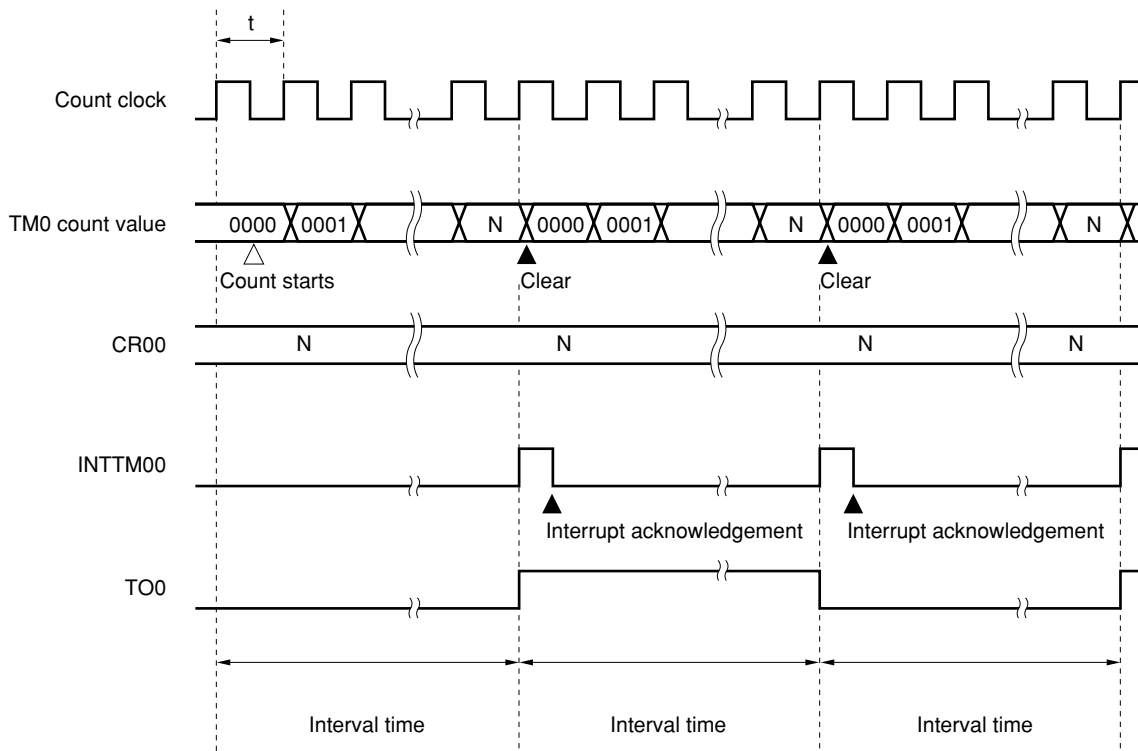 t
Count clock
TM0 count value 0000 0001 N 0000 0001 N 0000 0001 N
Count starts Clear Clear
CR00 N N N N
INTTM00
Interrupt acknowledgement Interrupt acknowledgement
TO0
Interval time Interval time Interval time